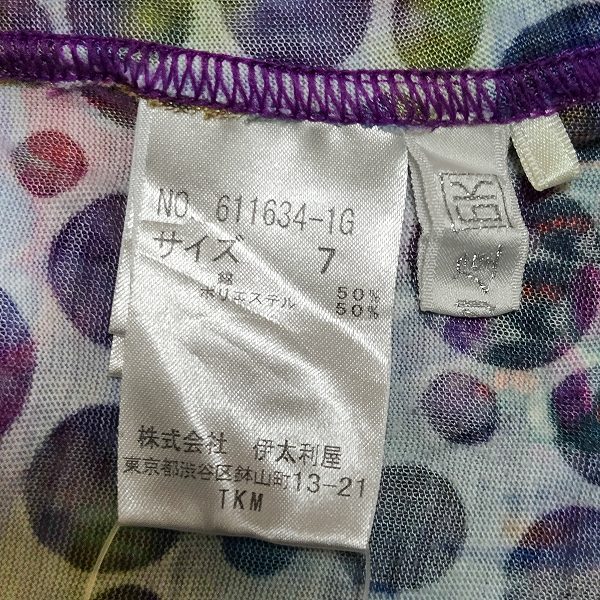 NO. 611634-1G
サイズ 7
綿 50%
ポリエステル 50%
株式会社 伊太利屋
東京都渋谷区鉢山町13-21
TKM
GK